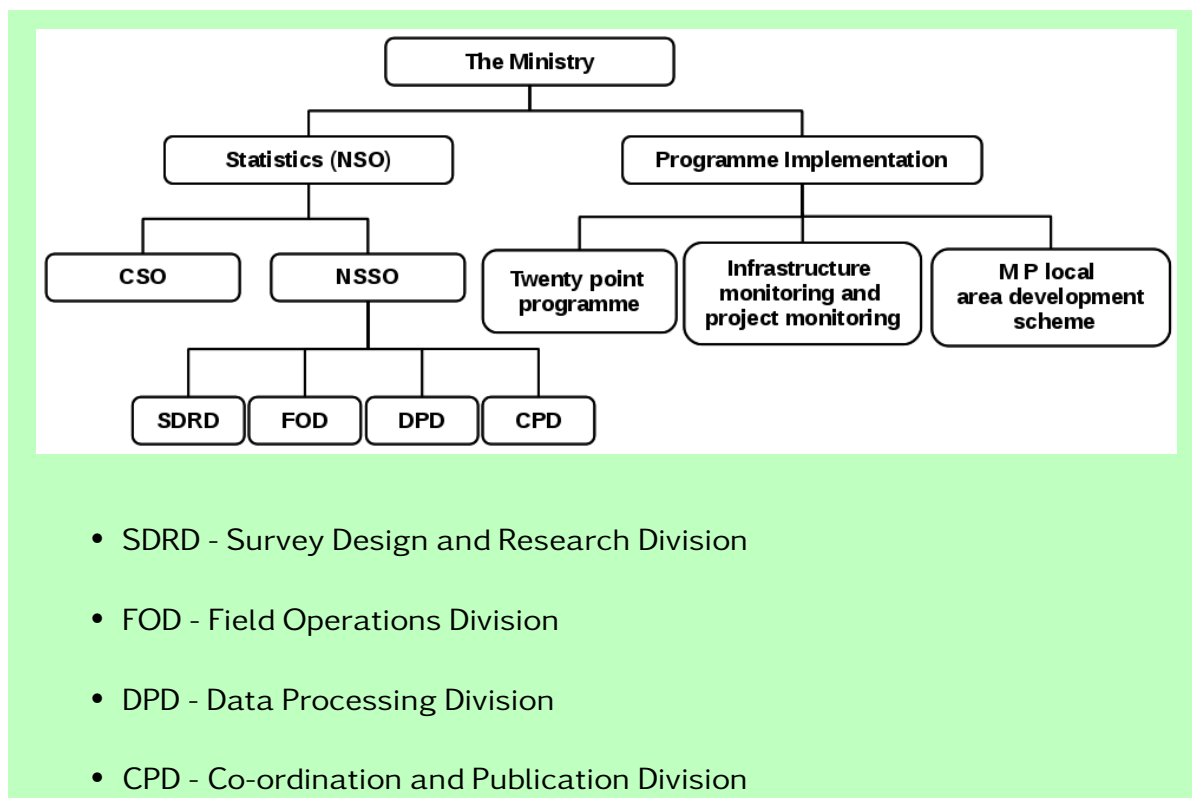 The Ministry
Statistics (NSO)
Programme Implementation
CSO
NSSO
Twenty point
programme
Infrastructure
monitoring and
project monitoring
M P local
area development
scheme
SDRD
FOD
DPD
CPD
• SDRD - Survey Design and Research Division
• FOD - Field Operations Division
• DPD - Data Processing Division
• CPD - Co-ordination and Publication Division